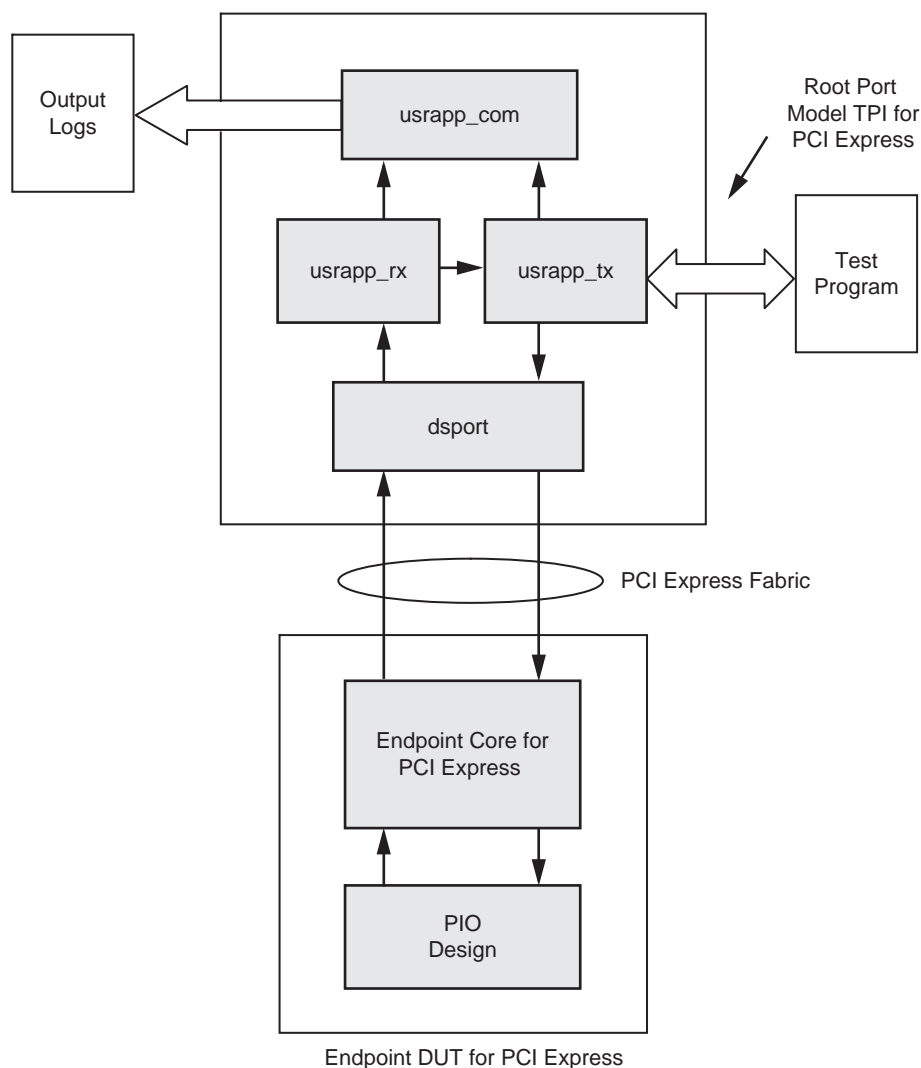 Output
Logs
usrapp_com
Root Port
Model TPI for
PCI Express
usrapp_rx
usrapp_tx
Test
Program
dsport
PCI Express Fabric
Endpoint Core for
PCI Express
PIO
Design
Endpoint DUT for PCI Express